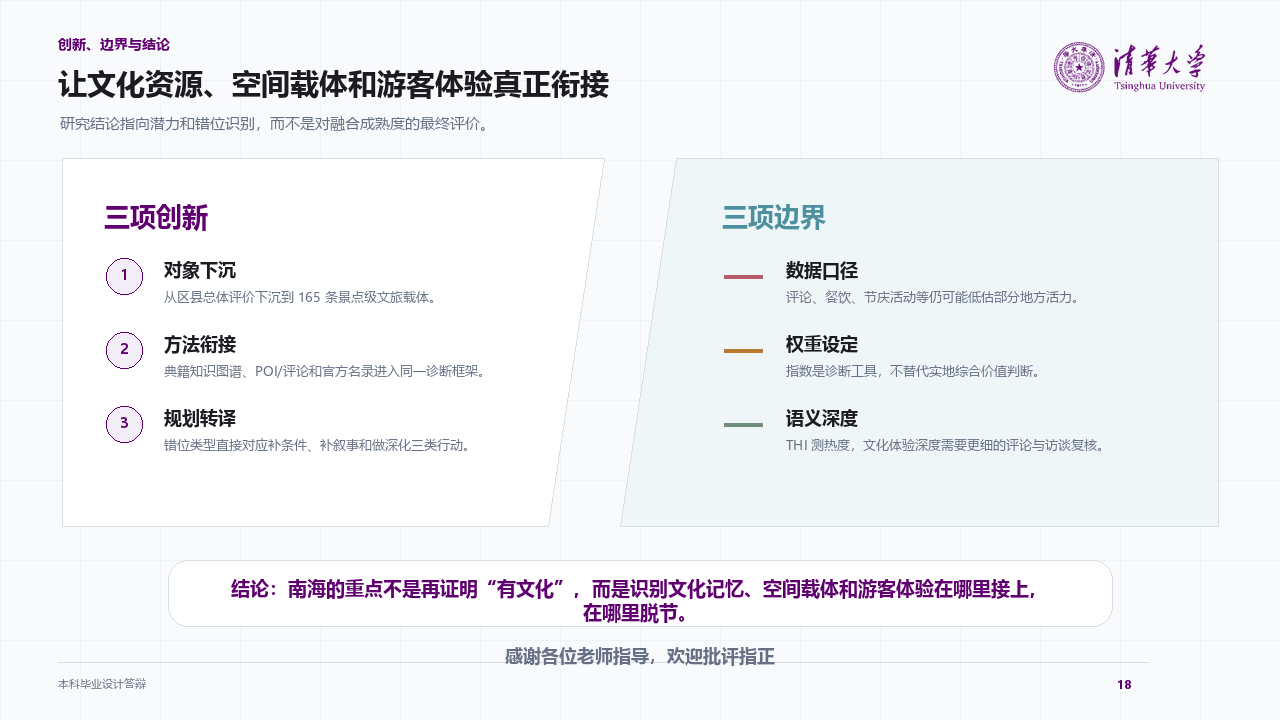 创新、边界与结论
让文化资源、空间载体和游客体验真正衔接
研究结论指向潜力和错位识别，而不是对融合成熟度的最终评价。
清华大学
Tsinghua University
三项创新
1
对象下沉
从区县总体评价下沉到 165 条景点级文旅载体。
2
方法衔接
典籍知识图谱、POI/评论和官方名录进入同一诊断框架。
3
规划转译
错位类型直接对应补条件、补叙事和做深化三类行动。
三项边界
数据口径
评论、餐饮、节庆活动等仍可能低估部分地方活力。
权重设定
指数是诊断工具，不替代实地综合价值判断。
语义深度
THI 测热度，文化体验深度需要更细的评论与访谈复核。
结论：南海的重点不是再证明“有文化”，而是识别文化记忆、空间载体和游客体验在哪里接上，
在哪里脱节。
感谢各位老师指导，欢迎批评指正
本科毕业设计答辩
18